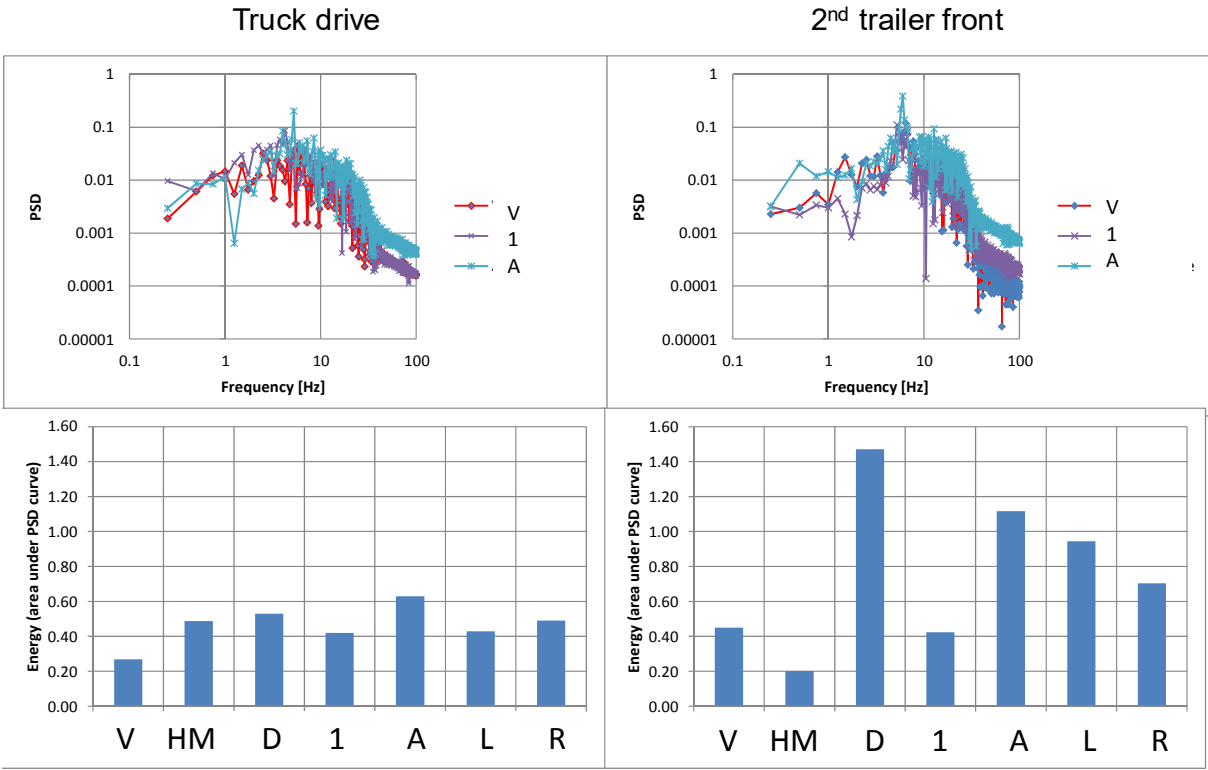 Truck drive
2nd trailer front
1
0.1
0.01
0.001
0.0001
0.00001
PSD
0.1 1 10 100
Frequency [Hz]
V
1
A
1
0.1
0.01
0.001
0.0001
0.00001
PSD
0.1 1 10 100
Frequency [Hz]
V
1
A
e
1.60
1.40
1.20
1.00
0.80
0.60
0.40
0.20
0.00
Energy (area under PSD curve)
V HM D 1 A L R
1.60
1.40
1.20
1.00
0.80
0.60
0.40
0.20
0.00
Energy (area under PSD curve]
V HM D 1 A L R